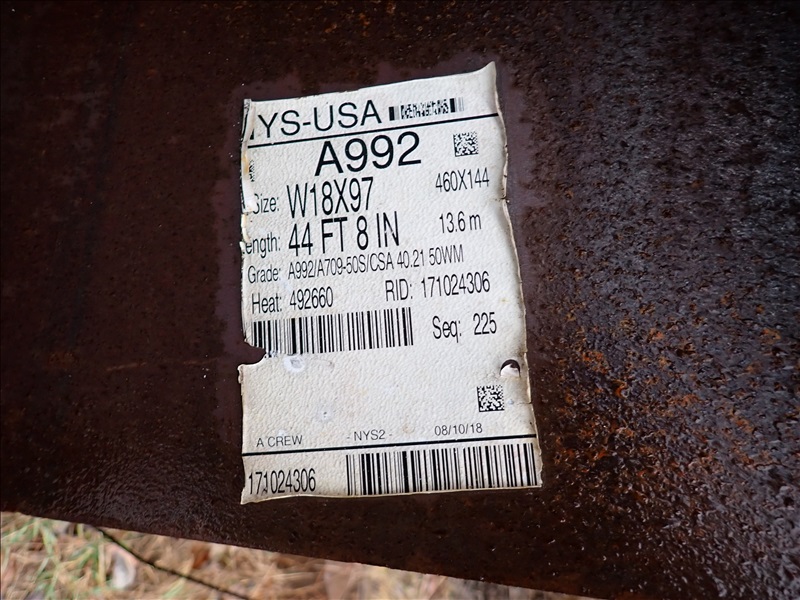 YS-USA
A992
Size: W18X97 460X144
ength: 44 FT 8 IN 13.6 m
Grade: A992/A709-50S/CSA 40.21 50WM
Heat: 492660 RID: 171024306
Seq: 225
A CREW - NYS2 - 08/10/18
171024306